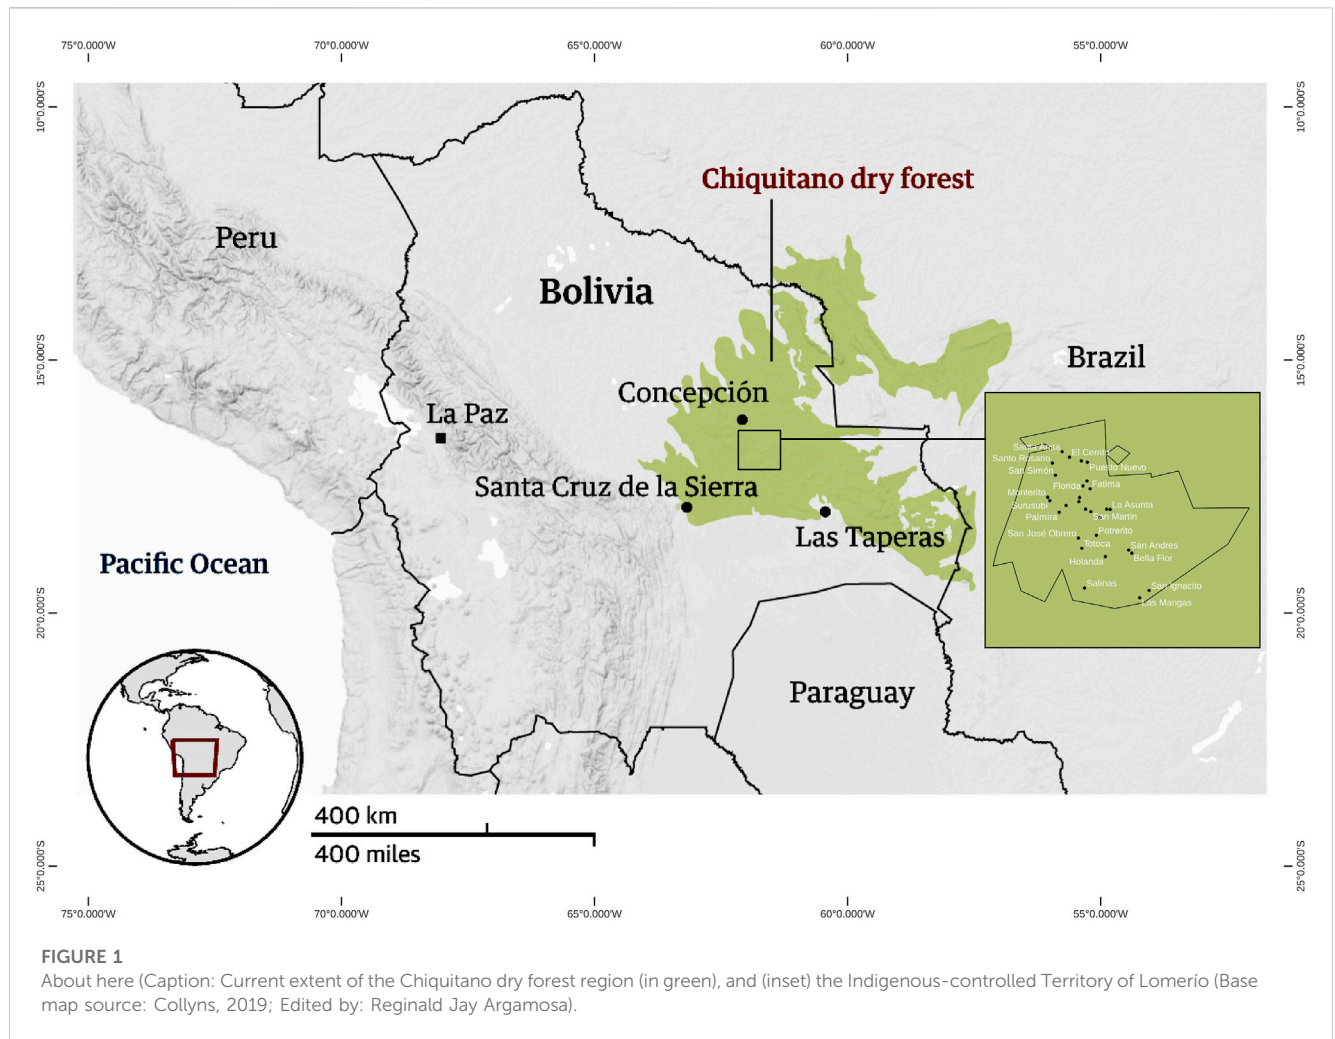 75°0.000'W 70°0.000'W 65°0.000'W 60°0.000'W 55°0.000'W
10°0.000'S 10°0.000'S
Chiquitano dry forest
Peru
Bolivia
15°0.000'S 15°0.000'S
Brazil
Concepción
La Paz
Santa Cruz de la Sierra
Las Taperas
Pacific Ocean
Santa Anita
El Cerrito
Santo Rosario
Puesto Nuevo
San Simón
Florida
Fatima
Monterito
Surusubi
La Asunta
Palmira
San Martín
San José Obrero
Potrerito
Totoca
San Andres
Holanda
Bella Flor
Salinas
San Ignacito
Las Mangas
20°0.000'S 20°0.000'S
Paraguay
400 km
400 miles
25°0.000'S 25°0.000'S
75°0.000'W 70°0.000'W 65°0.000'W 60°0.000'W 55°0.000'W
FIGURE 1
About here (Caption: Current extent of the Chiquitano dry forest region (in green), and (inset) the Indigenous-controlled Territory of Lomerío (Base
map source: Collyns, 2019; Edited by: Reginald Jay Argamosa).